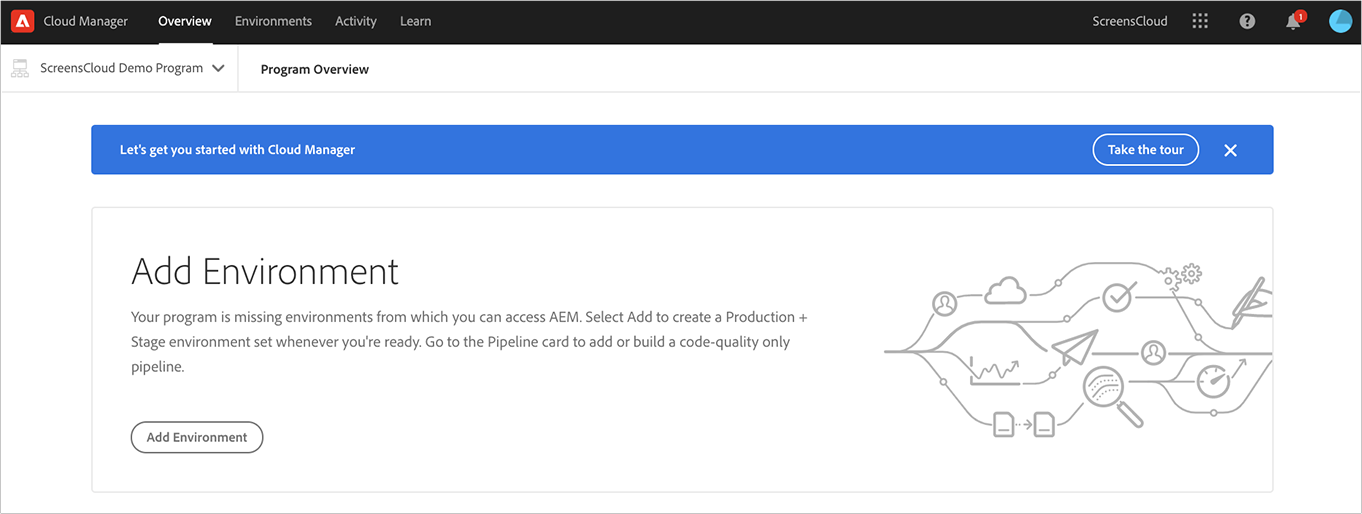 Cloud Manager Overview Environments Activity Learn ScreensCloud 1
ScreensCloud Demo Program Program Overview
Let's get you started with Cloud Manager Take the tour
Add Environment
Your program is missing environments from which you can access AEM. Select Add to create a Production +
Stage environment set whenever you're ready. Go to the Pipeline card to add or build a code-quality only
pipeline.
Add Environment